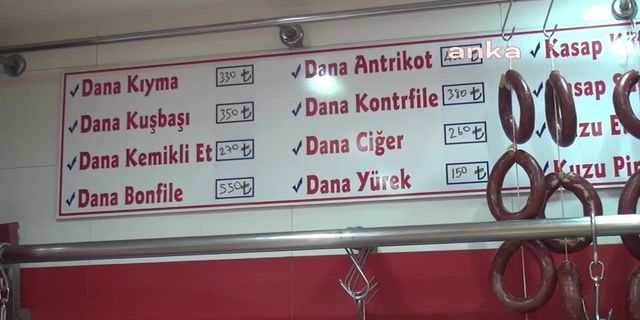 anka
✓Dana Kıyma 330 ₺
✓Dana Kuşbaşı 350 ₺
✓Dana Kemikli Et 270 ₺
✓Dana Bonfile 550 ₺
✓Dana Antrikot
✓Dana Kontrfile 380 ₺
✓Dana Ciğer 260 ₺
✓Dana Yürek 150 ₺
✓Kasap